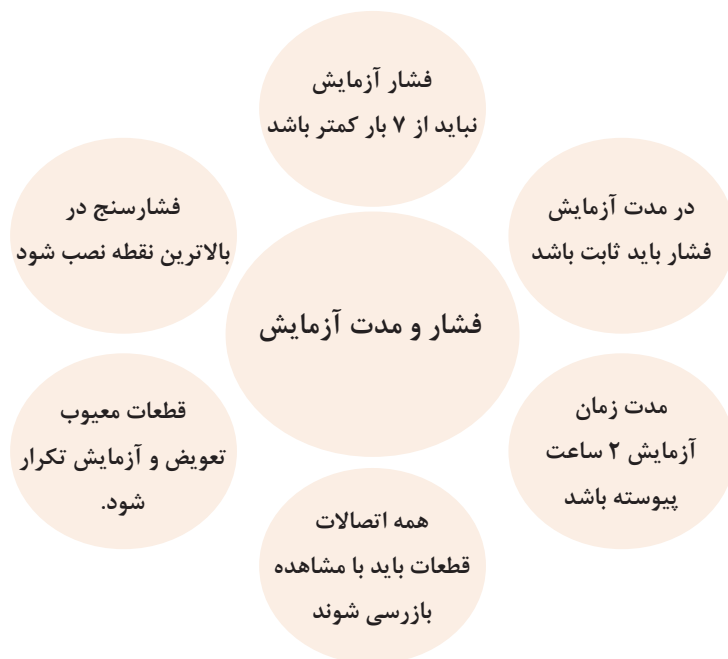 فشار آزمایش
نباید از ۷ بار کمتر باشد
در مدت آزمایش
فشار باید ثابت باشد
فشارسنج در
بالاترین نقطه نصب شود
فشار و مدت آزمایش
مدت زمان
آزمایش ۲ ساعت
پیوسته باشد
قطعات معیوب
تعویض و آزمایش تکرار
شود.
همه اتصالات
قطعات باید با مشاهده
بازرسی شوند